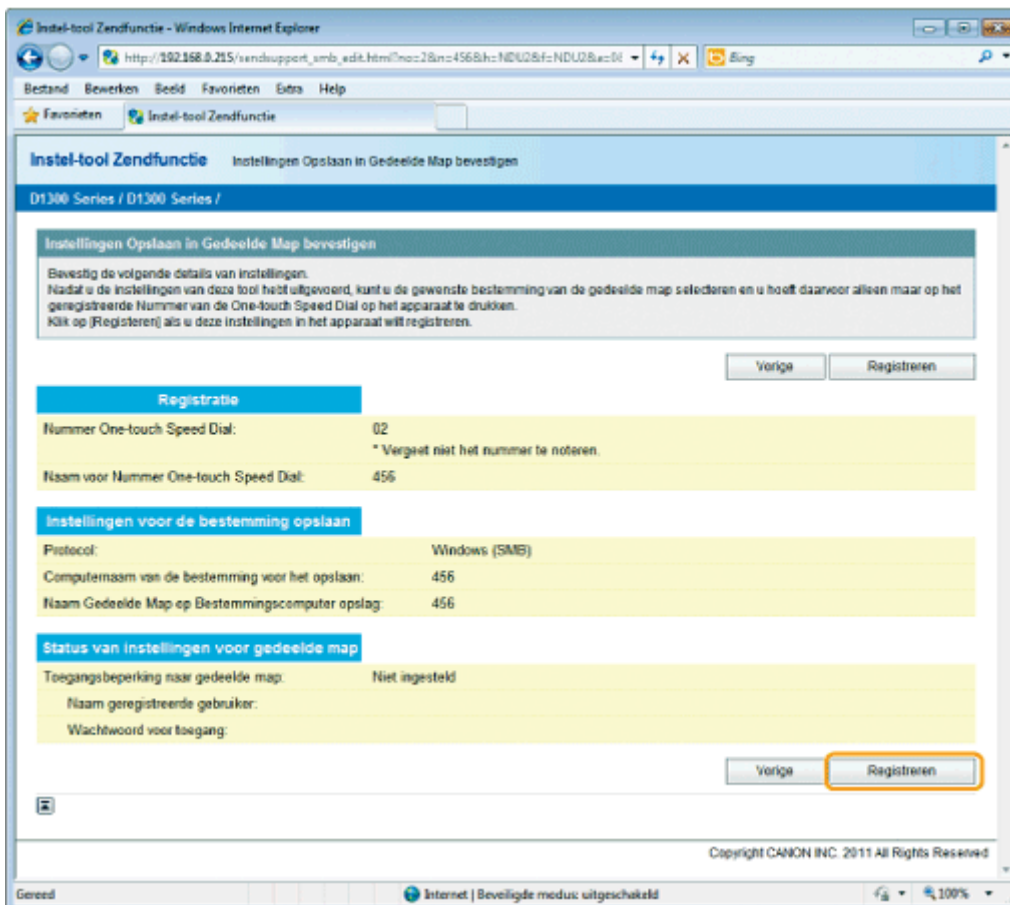 Instel-tool Zendfunctie - Windows Internet Explorer
http://192.168.0.215/sendsupport_smb_edit.html?no=2&n=456&h=NDU2&f=NDU2&a=0
Bing
Bestand Bewerken Beeld Favorieten Extra Help
Favorieten Instel-tool Zendfunctie
Instel-tool Zendfunctie Instellingen Opslaan in Gedeelde Map bevestigen
D1300 Series / D1300 Series /
Instellingen Opslaan in Gedeelde Map bevestigen
Bevestig de volgende details van instellingen.
Nadat u de instellingen van deze tool hebt uitgevoerd, kunt u de gewenste bestemming van de gedeelde map selecteren en u hoeft daarvoor alleen maar op het
geregistreerde Nummer van de One-touch Speed Dial op het apparaat te drukken.
Klik op [Registeren] als u deze instellingen in het apparaat wilt registreren.
Vorige Registreren
Registratie
Nummer One-touch Speed Dial: 02
* Vergeet niet het nummer te noteren.
Naam voor Nummer One-touch Speed Dial: 456
Instellingen voor de bestemming opslaan
Protocol: Windows (SMB)
Computernaam van de bestemming voor het opslaan: 456
Naam Gedeelde Map op Bestemmingscomputer opslag: 456
Status van instellingen voor gedeelde map
Toegangsbeperking naar gedeelde map: Niet ingesteld
Naam geregistreerde gebruiker:
Wachtwoord voor toegang:
Vorige Registreren
Copyright CANON INC. 2011 All Rights Reserved
Gereed Internet | Beveiligde modus: uitgeschakeld 100%